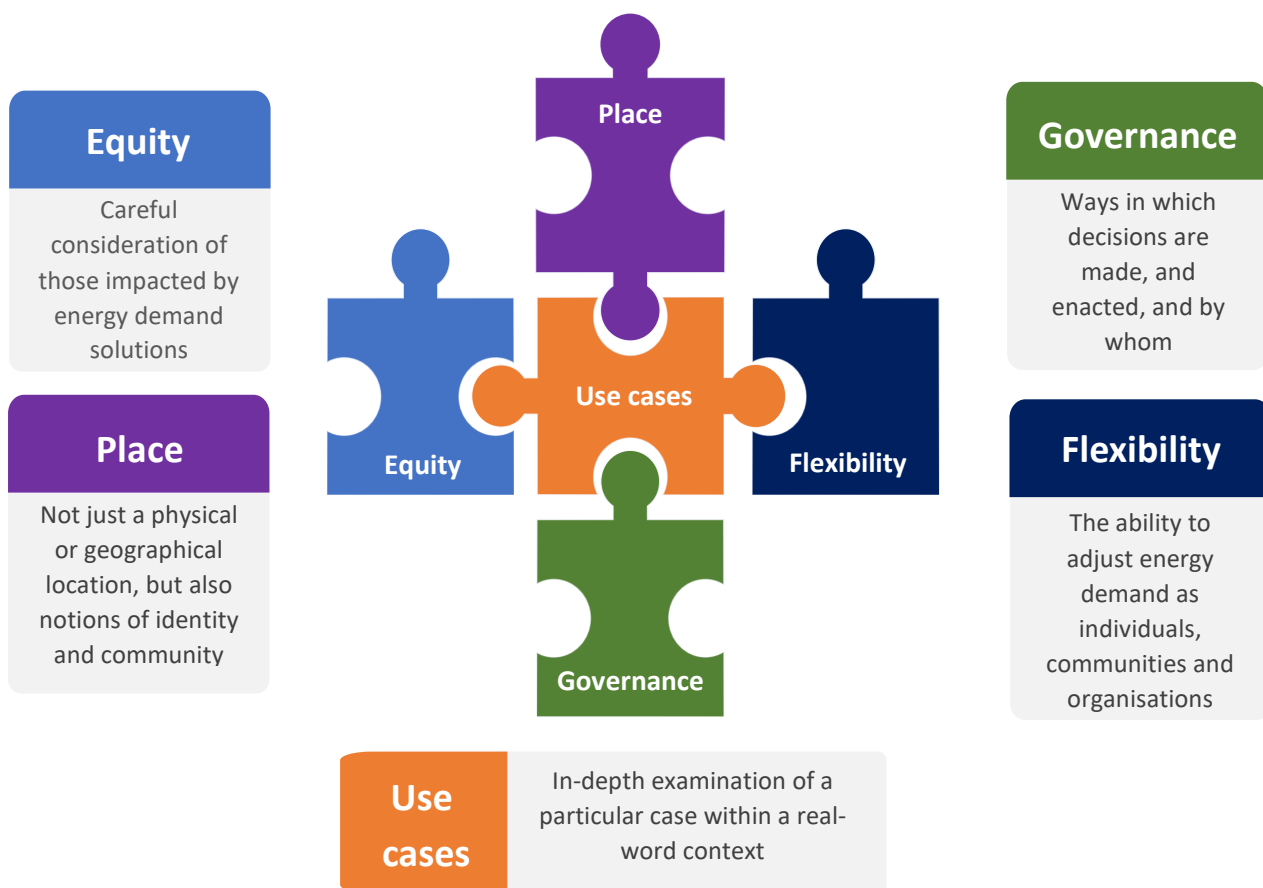 Equity
Careful
consideration of
those impacted by
energy demand
solutions
Place
Not just a physical
or geographical
location, but also
notions of identity
and community
Place
Equity
Use cases
Flexibility
Governance
Governance
Ways in which
decisions are
made, and
enacted, and by
whom
Flexibility
The ability to
adjust energy
demand as
individuals,
communities and
organisations
Use
cases
In-depth examination of a
particular case within a real-
word context